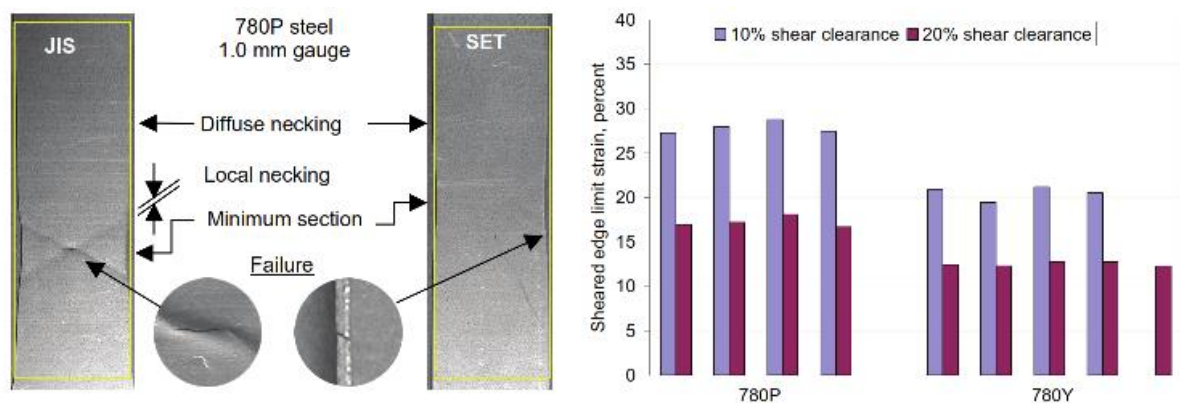 JIS
780P steel
1.0 mm gauge
SET
Diffuse necking
Local necking
Minimum section
Failure
10% shear clearance
20% shear clearance
Sheared edge limit strain, percent
40
35
30
25
20
15
10
5
0
780P
780Y